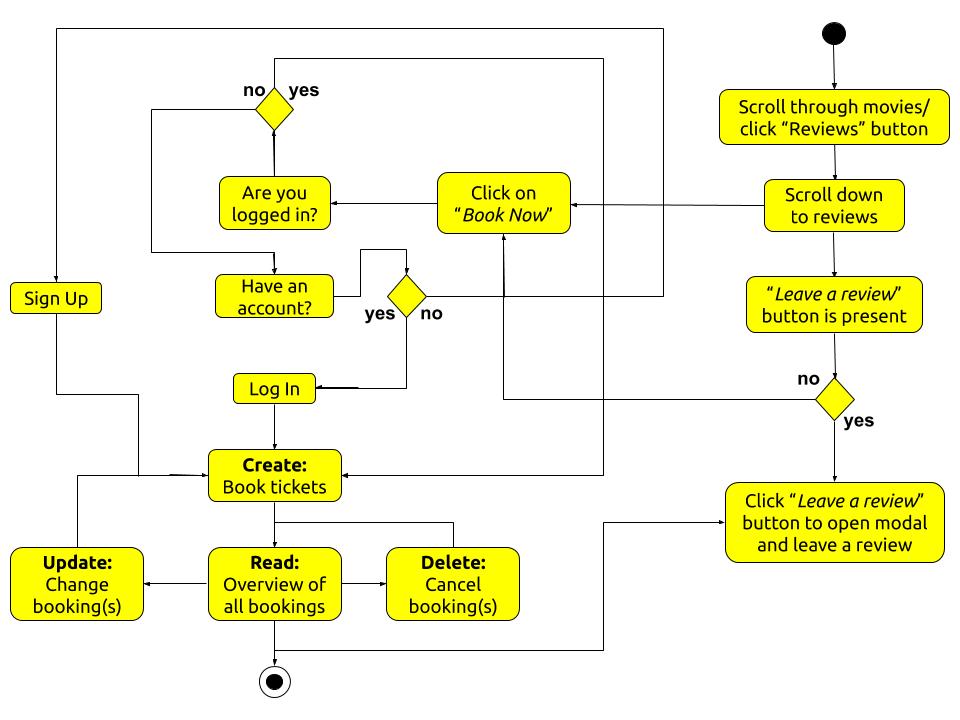 no
yes
Scroll through movies/
click “Reviews” button
Are you
logged in?
Click on
“Book Now”
Scroll down
to reviews
Sign Up
Have an
account?
yes
no
“Leave a review”
button is present
Log In
no
yes
Create:
Book tickets
Click “Leave a review”
button to open modal
and leave a review
Update:
Change
booking(s)
Read:
Overview of
all bookings
Delete:
Cancel
booking(s)